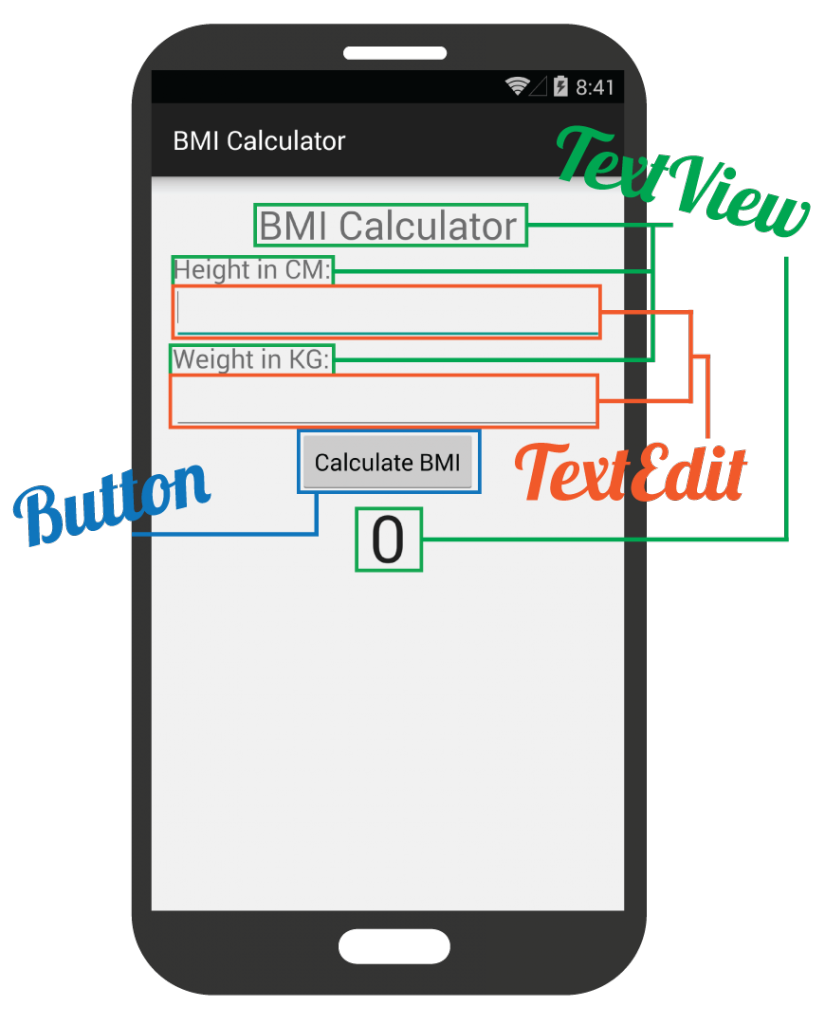 8:41
BMI Calculator
TextView
BMI Calculator
Height in CM:
Weight in KG:
Calculate BMI
TextEdit
Button
0